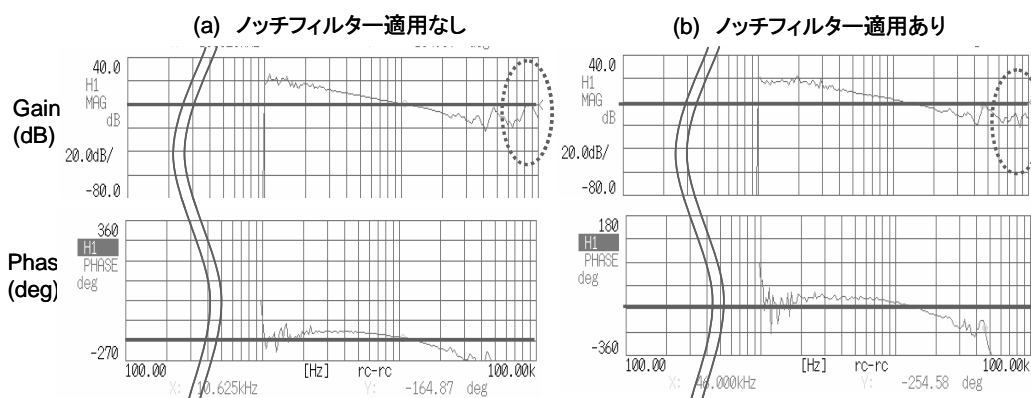 (a) ノッチフィルター適用なし
(b) ノッチフィルター適用あり
Gain
(dB)
40.0
H1
MAG
dB
20.0dB/
-80.0
40.0
H1
MAG
dB
20.0dB/
-80.0
Phas
(deg)
360
H1
PHASE
deg
-270
100.00
[Hz]
rc-rc
100.00k
X: 10.625kHz
Y: -164.87 deg
180
H1
PHASE
deg
-360
100.00
[Hz]
rc-rc
100.00k
X: 46.000kHz
Y: -254.58 deg